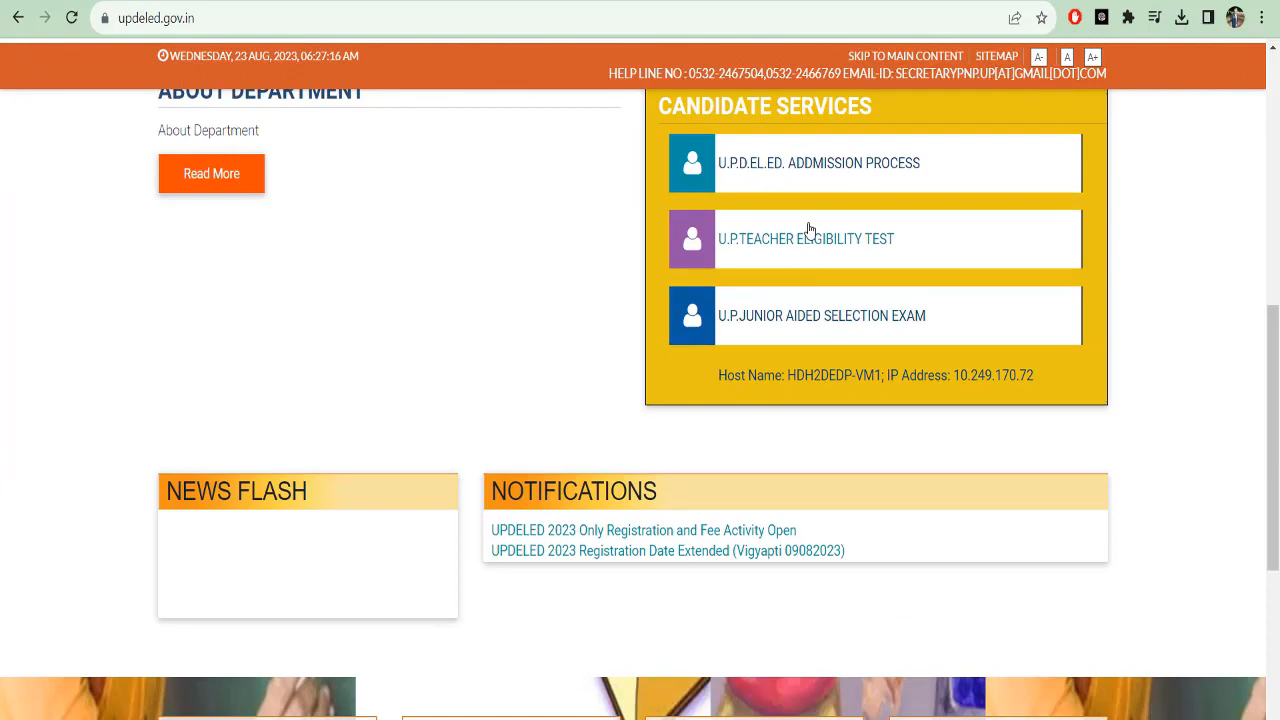 updeled.gov.in
WEDNESDAY, 23 AUG, 2023, 06:27:16 AM
SKIP TO MAIN CONTENT
SITEMAP
A-
A
A+
HELP LINE NO : 0532-2467504,0532-2466769 EMAIL-ID: SECRETARYPNP.UP[AT]GMAIL[DOT]COM
ABOUT DEPARTMENT
About Department
Read More
CANDIDATE SERVICES
U.P.D.EL.ED. ADDMISSION PROCESS
U.P.TEACHER ELIGIBILITY TEST
U.P.JUNIOR AIDED SELECTION EXAM
Host Name: HDH2DEDP-VM1; IP Address: 10.249.170.72
NEWS FLASH
NOTIFICATIONS
UPDELED 2023 Only Registration and Fee Activity Open
UPDELED 2023 Registration Date Extended (Vigyapti 09082023)